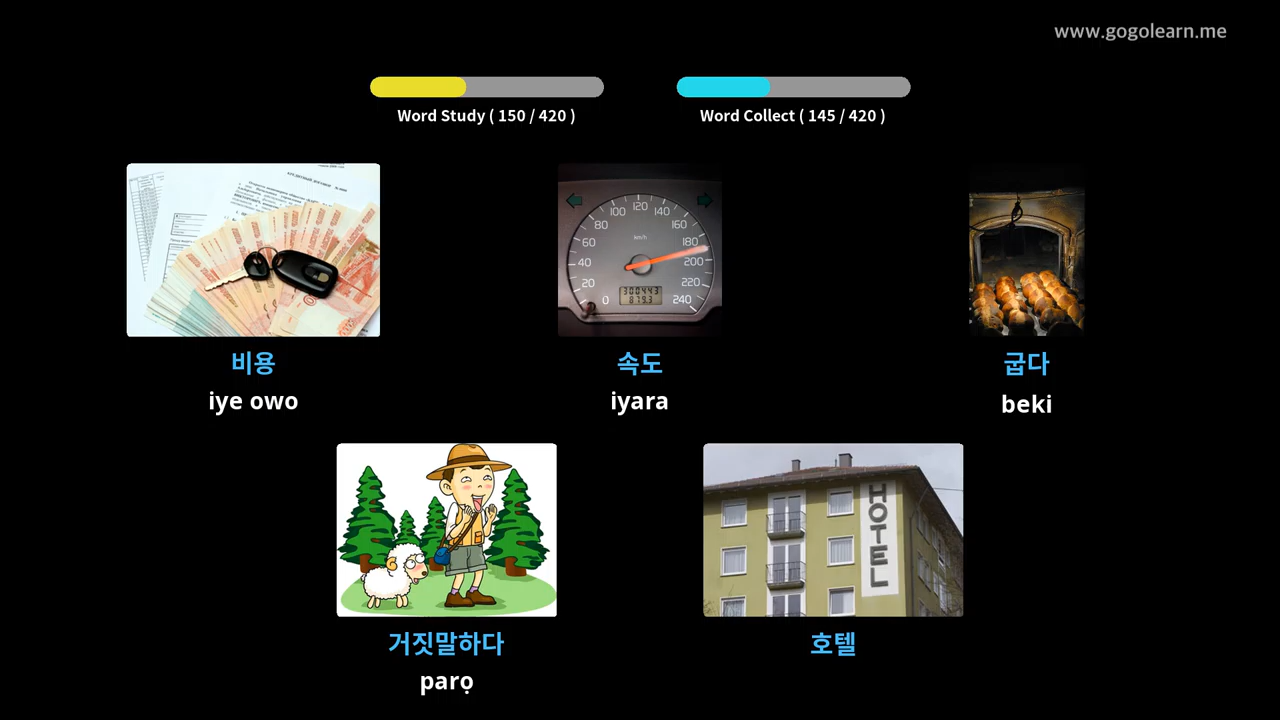 www.gogolearn.me
Word Study ( 150 / 420 )
Word Collect ( 145 / 420 )
비용
iye owo
속도
iyara
굽다
beki
거짓말하다
parọ
호텔
HOTEL